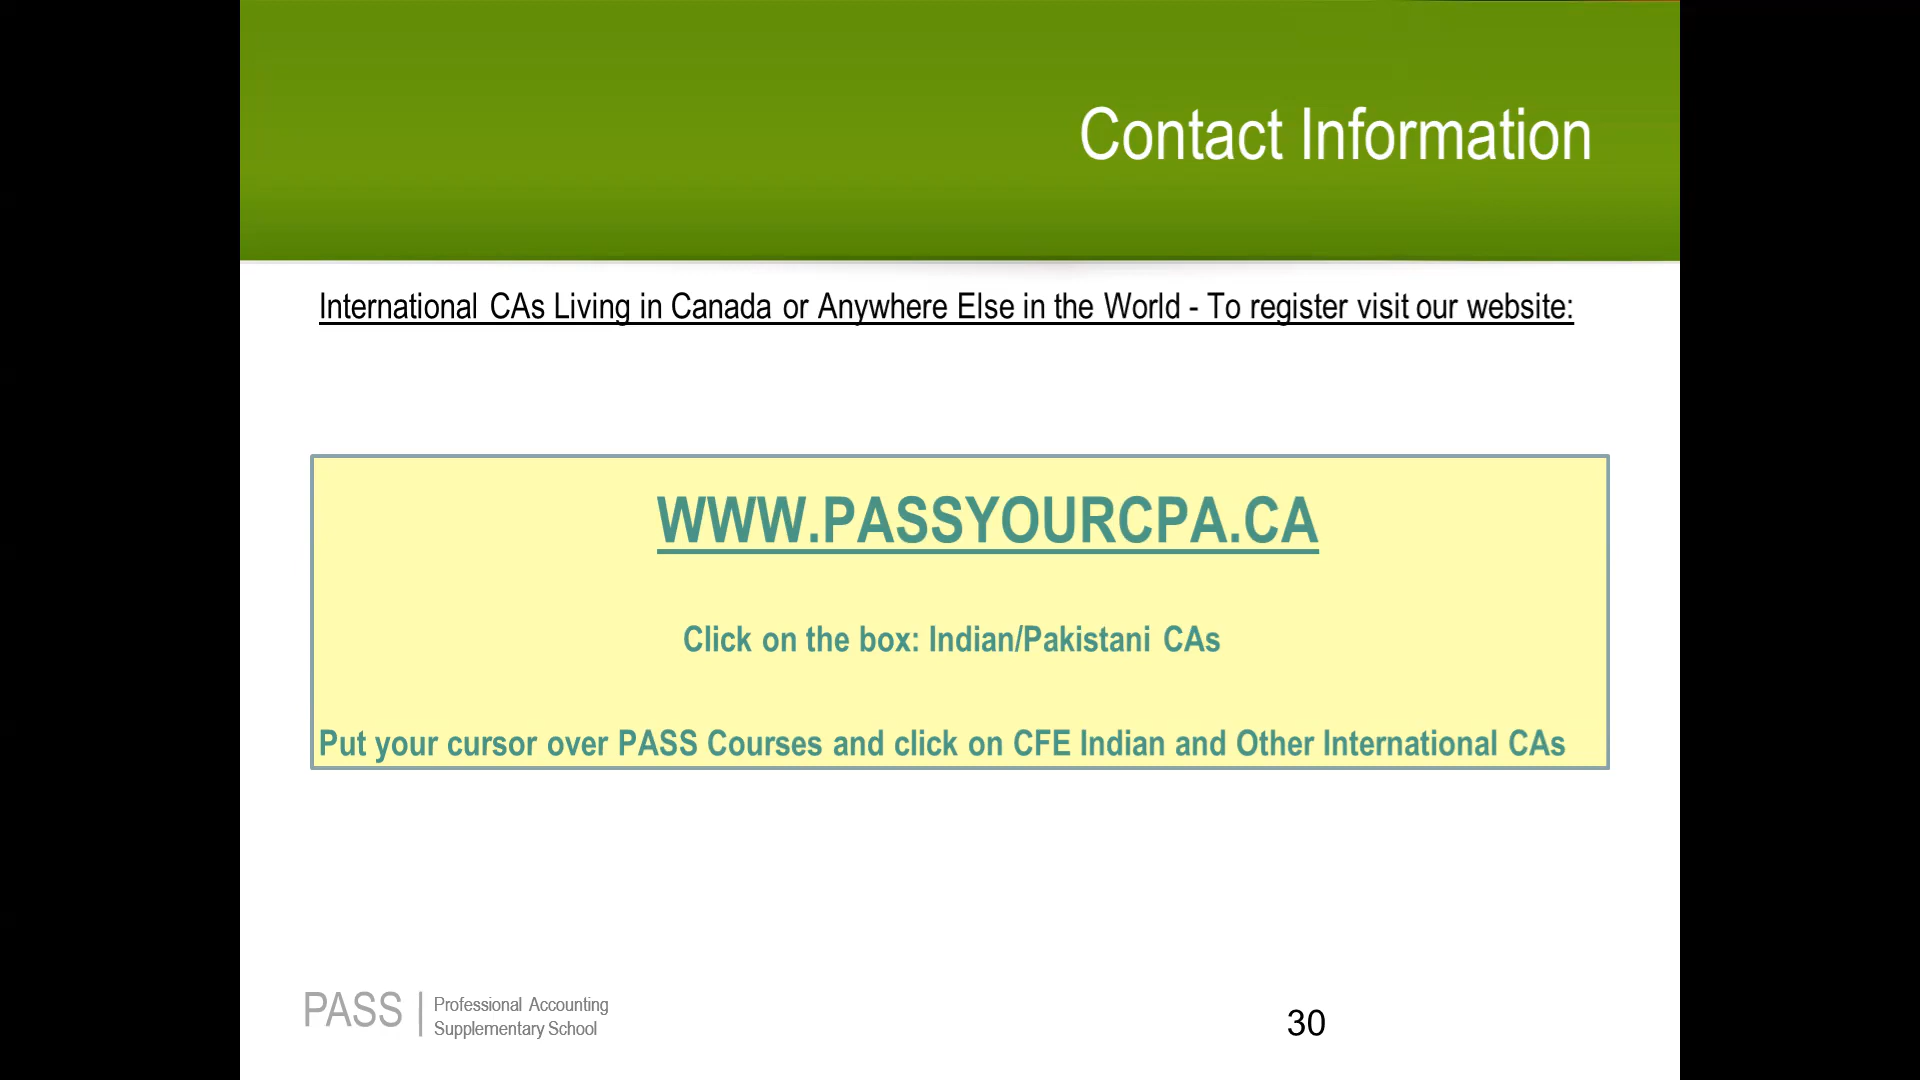 Contact Information
International CAs Living in Canada or Anywhere Else in the World - To register visit our website:
WWW.PASSYOURCPA.CA
Click on the box: Indian/Pakistani CAs
Put your cursor over PASS Courses and click on CFE Indian and Other International CAs
PASS
Professional Accounting
Supplementary School
30